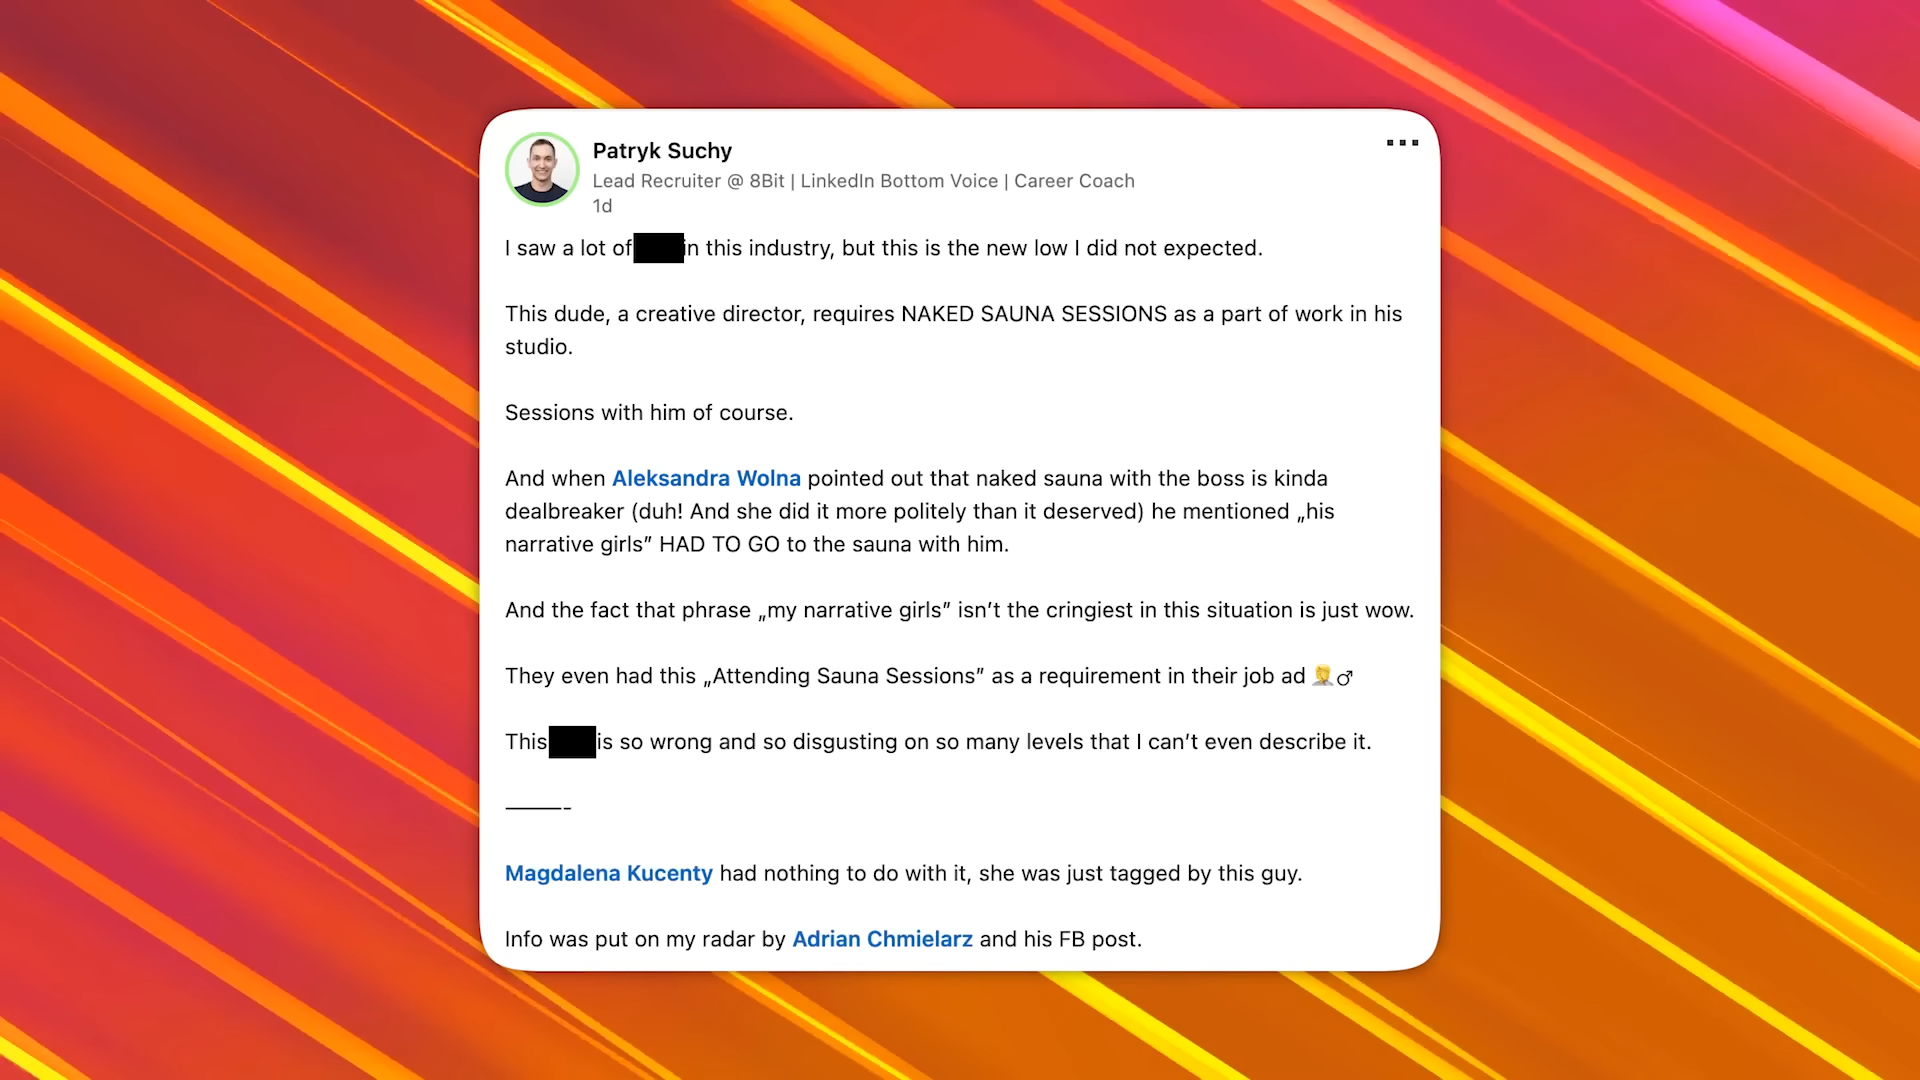 Patryk Suchy
Lead Recruiter @ 8Bit | LinkedIn Bottom Voice | Career Coach
1d
I saw a lot of in this industry, but this is the new low I did not expected.
This dude, a creative director, requires NAKED SAUNA SESSIONS as a part of work in his
studio.
Sessions with him of course.
And when Aleksandra Wolna pointed out that naked sauna with the boss is kinda
dealbreaker (duh! And she did it more politely than it deserved) he mentioned „his
narrative girls” HAD TO GO to the sauna with him.
And the fact that phrase „my narrative girls” isn’t the cringiest in this situation is just wow.
They even had this „Attending Sauna Sessions” as a requirement in their job ad 🤦‍♂
This is so wrong and so disgusting on so many levels that I can’t even describe it.
———-
Magdalena Kucenty had nothing to do with it, she was just tagged by this guy.
Info was put on my radar by Adrian Chmielarz and his FB post.